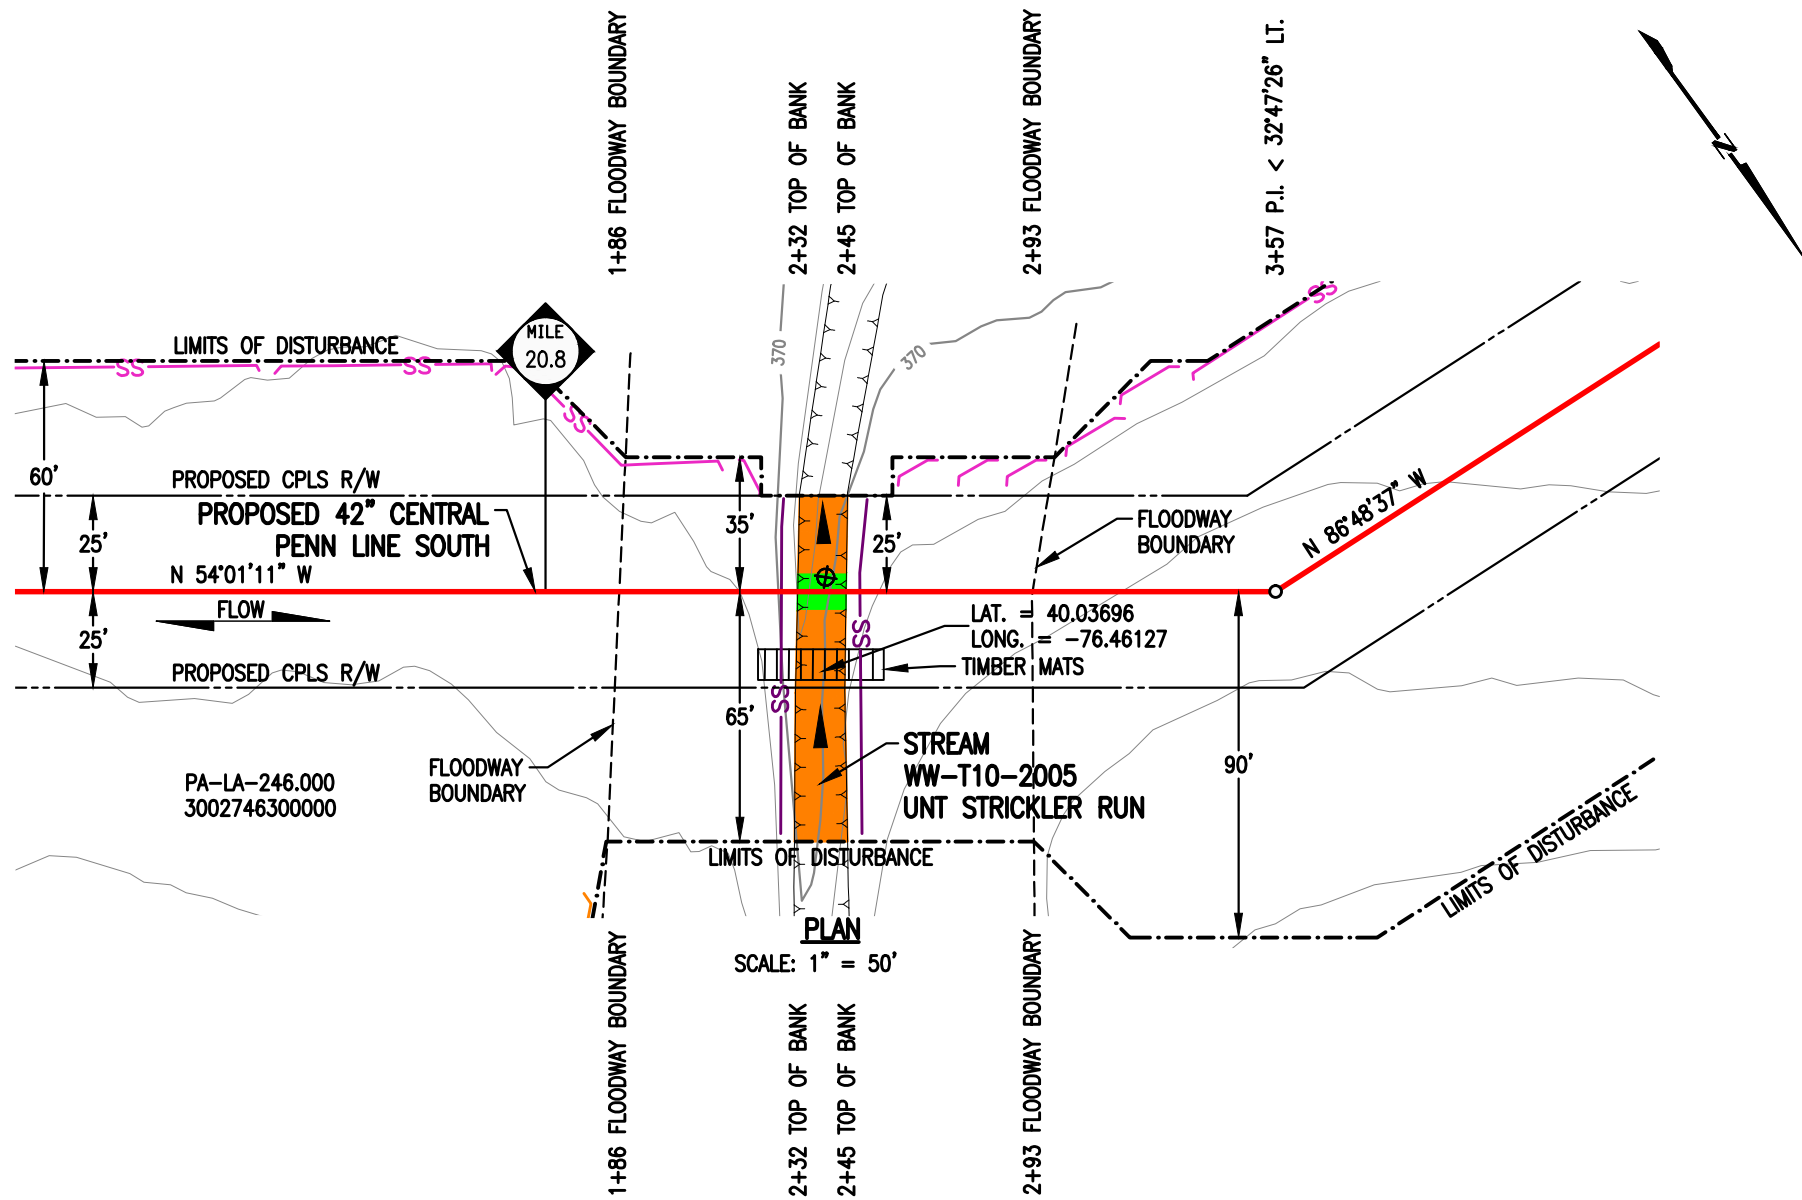 1+86 FLOODWAY BOUNDARY
2+32 TOP OF BANK
2+45 TOP OF BANK
2+93 FLOODWAY BOUNDARY
3+57 P.I. < 32°47'26" LT.
N
SS
LIMITS OF DISTURBANCE
MILE
20.8
370
370
SS
SS
SS
60'
PROPOSED CPLS R/W
PROPOSED 42" CENTRAL
PENN LINE SOUTH
25'
35'
25'
FLOODWAY
BOUNDARY
N 86°48'37" W
N 54°01'11" W
FLOW
LAT. = 40.03696
LONG. = -76.46127
SS
25'
TIMBER MATS
PROPOSED CPLS R/W
SS
65'
STREAM
WW-T10-2005
UNT STRICKLER RUN
90'
FLOODWAY
BOUNDARY
PA-LA-246.000
3002746300000
LIMITS OF DISTURBANCE
LIMITS OF DISTURBANCE
PLAN
SCALE: 1" = 50'
1+86 FLOODWAY BOUNDARY
2+32 TOP OF BANK
2+45 TOP OF BANK
2+93 FLOODWAY BOUNDARY